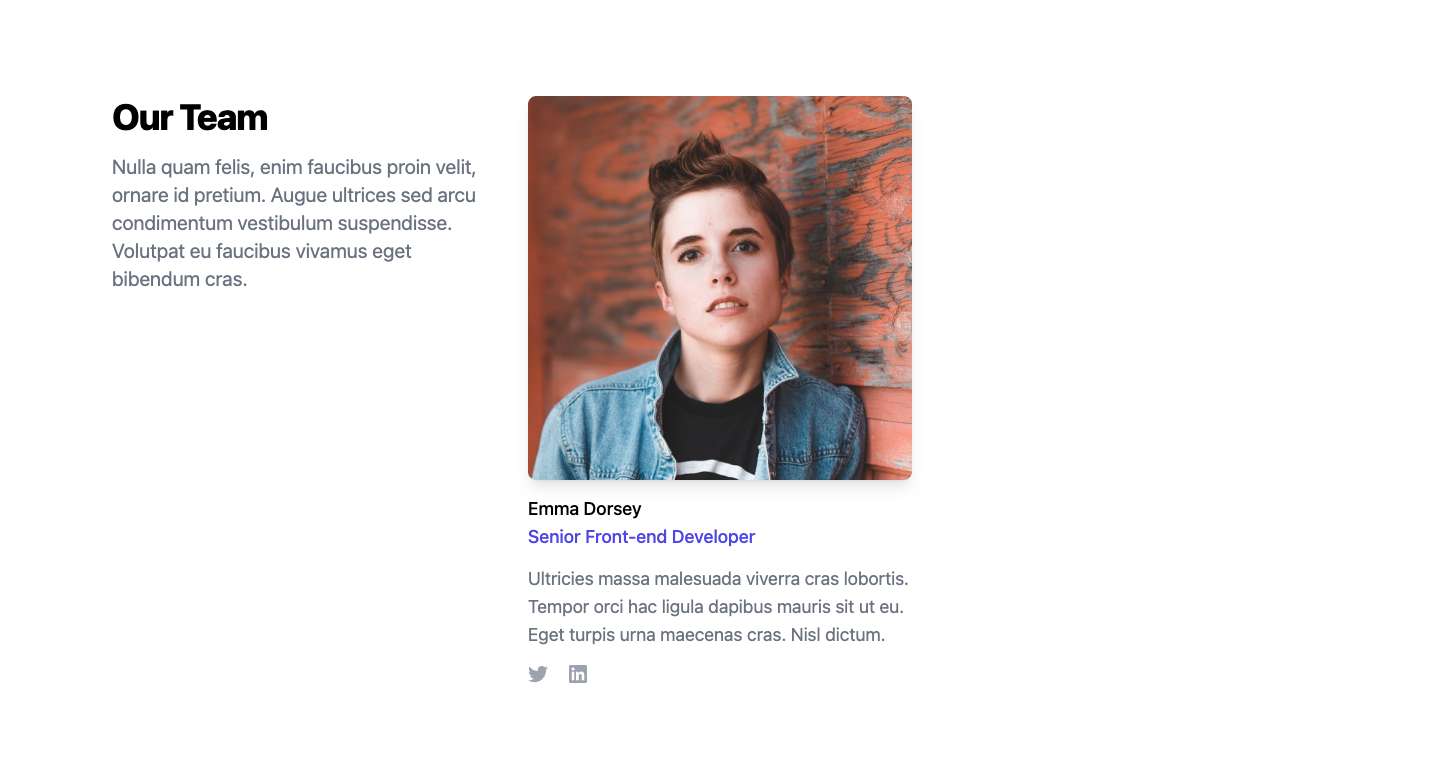 Our Team
Nulla quam felis, enim faucibus proin velit,
ornare id pretium. Augue ultrices sed arcu
condimentum vestibulum suspendisse.
Volutpat eu faucibus vivamus eget
bibendum cras.
Emma Dorsey
Senior Front-end Developer
Ultricies massa malesuada viverra cras lobortis.
Tempor orci hac ligula dapibus mauris sit ut eu.
Eget turpis urna maecenas cras. Nisl dictum.